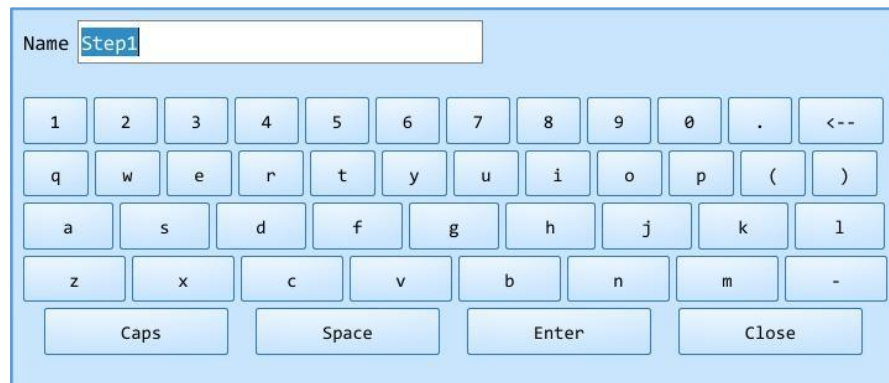 Name Step1
1 2 3 4 5 6 7 8 9 0 . <--
q w e r t y u i o p ( )
a s d f g h j k l
z x c v b n m -
Caps Space Enter Close